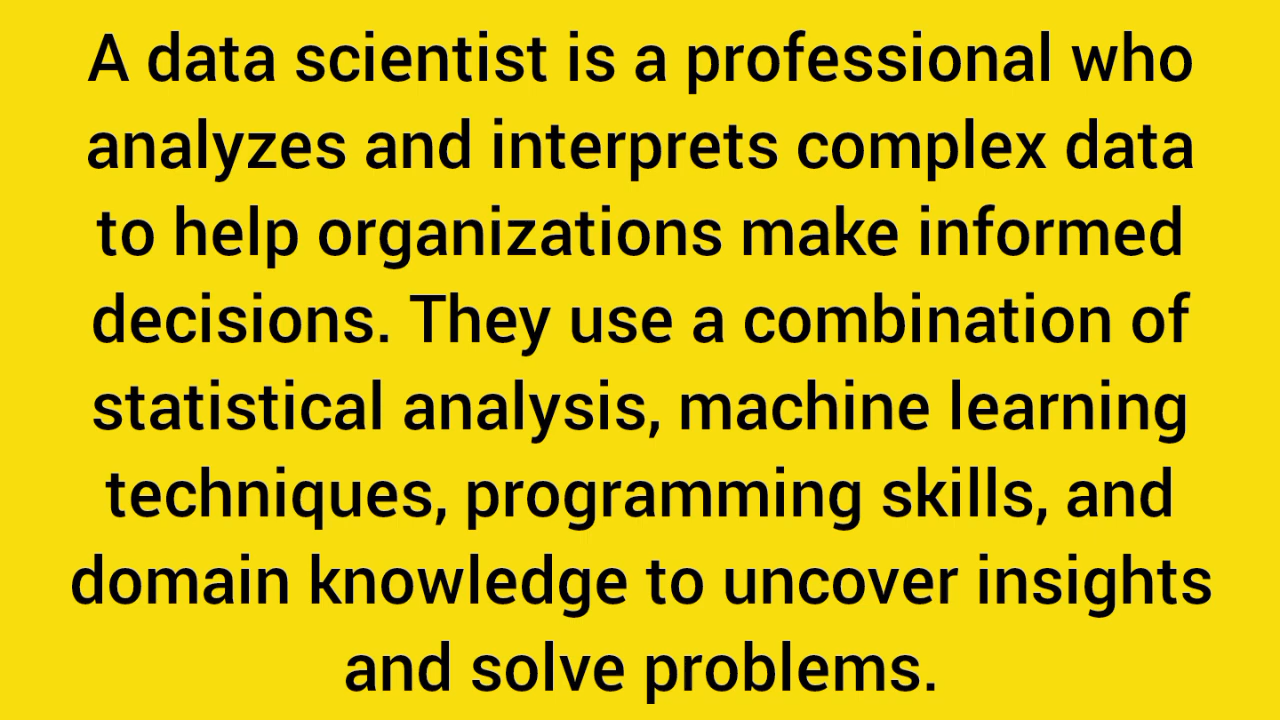 A data scientist is a professional who
analyzes and interprets complex data
to help organizations make informed
decisions. They use a combination of
statistical analysis, machine learning
techniques, programming skills, and
domain knowledge to uncover insights
and solve problems.